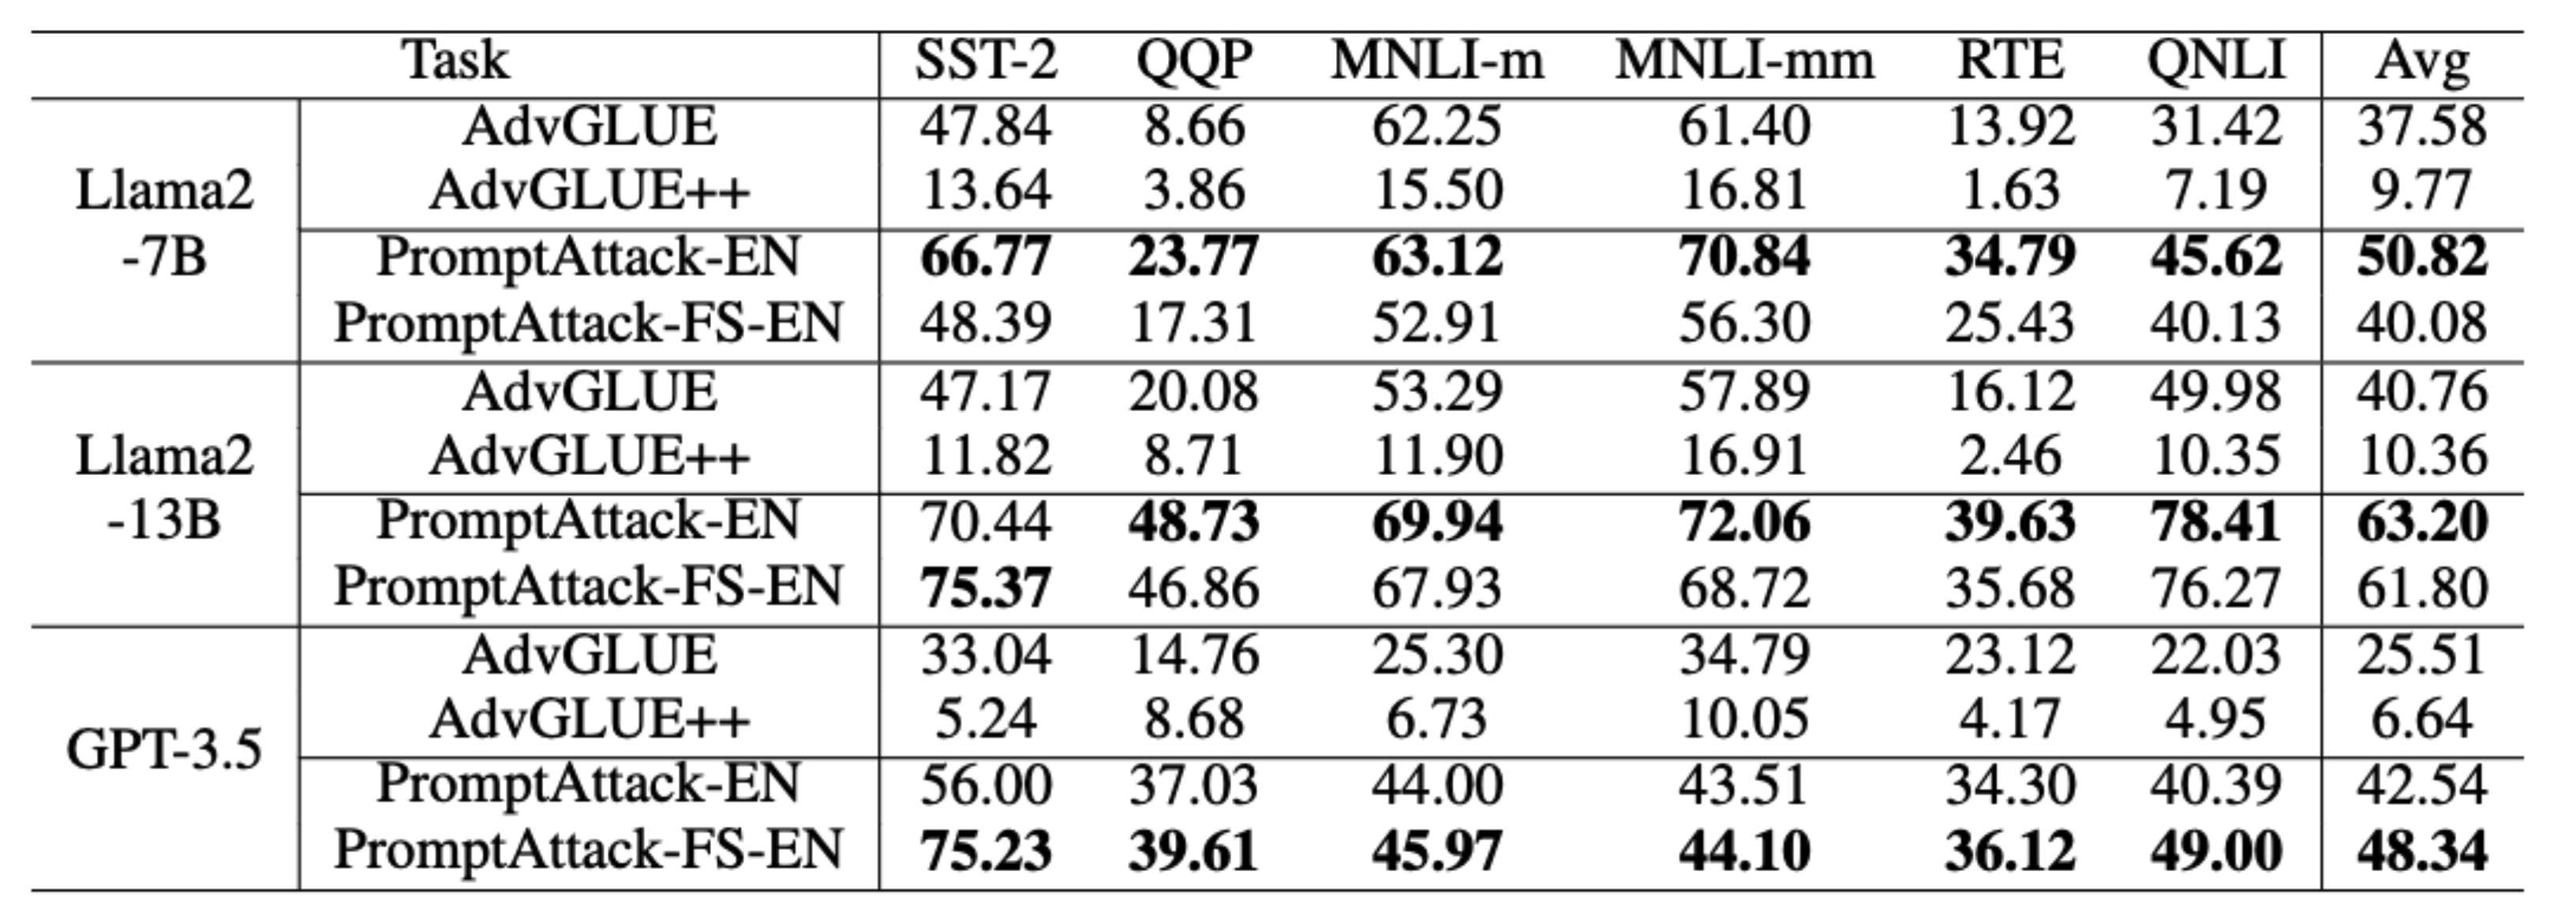 Task SST-2 QQP MNLI-m MNLI-mm RTE QNLI Avg
Llama2 -7B
AdvGLUE 47.84 8.66 62.25 61.40 13.92 31.42 37.58
AdvGLUE++ 13.64 3.86 15.50 16.81 1.63 7.19 9.77
PromptAttack-EN 66.77 23.77 63.12 70.84 34.79 45.62 50.82
PromptAttack-FS-EN 48.39 17.31 52.91 56.30 25.43 40.13 40.08
Llama2 -13B
AdvGLUE 47.17 20.08 53.29 57.89 16.12 49.98 40.76
AdvGLUE++ 11.82 8.71 11.90 16.91 2.46 10.35 10.36
PromptAttack-EN 70.44 48.73 69.94 72.06 39.63 78.41 63.20
PromptAttack-FS-EN 75.37 46.86 67.93 68.72 35.68 76.27 61.80
GPT-3.5
AdvGLUE 33.04 14.76 25.30 34.79 23.12 22.03 25.51
AdvGLUE++ 5.24 8.68 6.73 10.05 4.17 4.95 6.64
PromptAttack-EN 56.00 37.03 44.00 43.51 34.30 40.39 42.54
PromptAttack-FS-EN 75.23 39.61 45.97 44.10 36.12 49.00 48.34